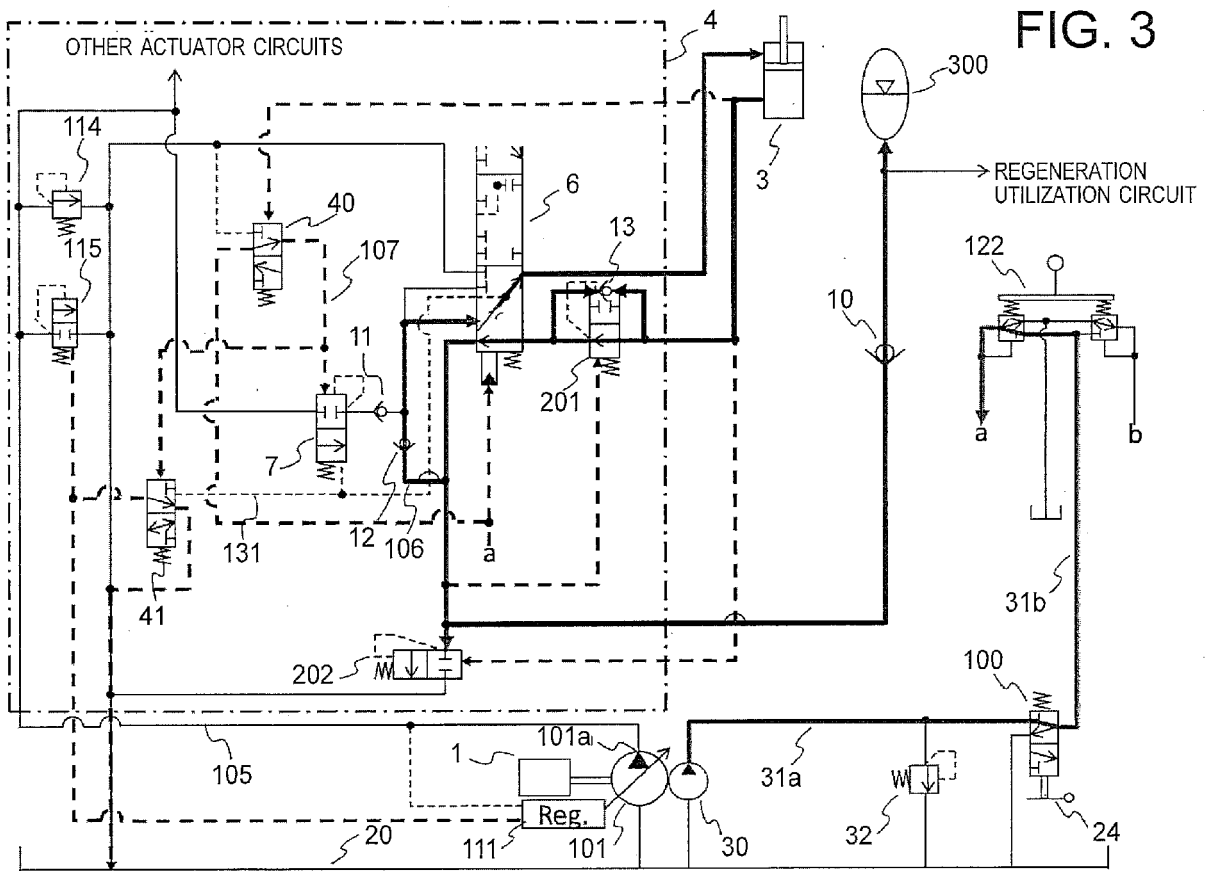 FIG. 3
OTHER ACTUATOR CIRCUITS
4
300
114
3
REGENERATION
UTILIZATION CIRCUIT
6
40
13
115
107
122
10
11
201
a
b
7
12
106
a
131
41
31b
202
100
105
101a
1
31a
Reg.
111
101
30
32
24
20